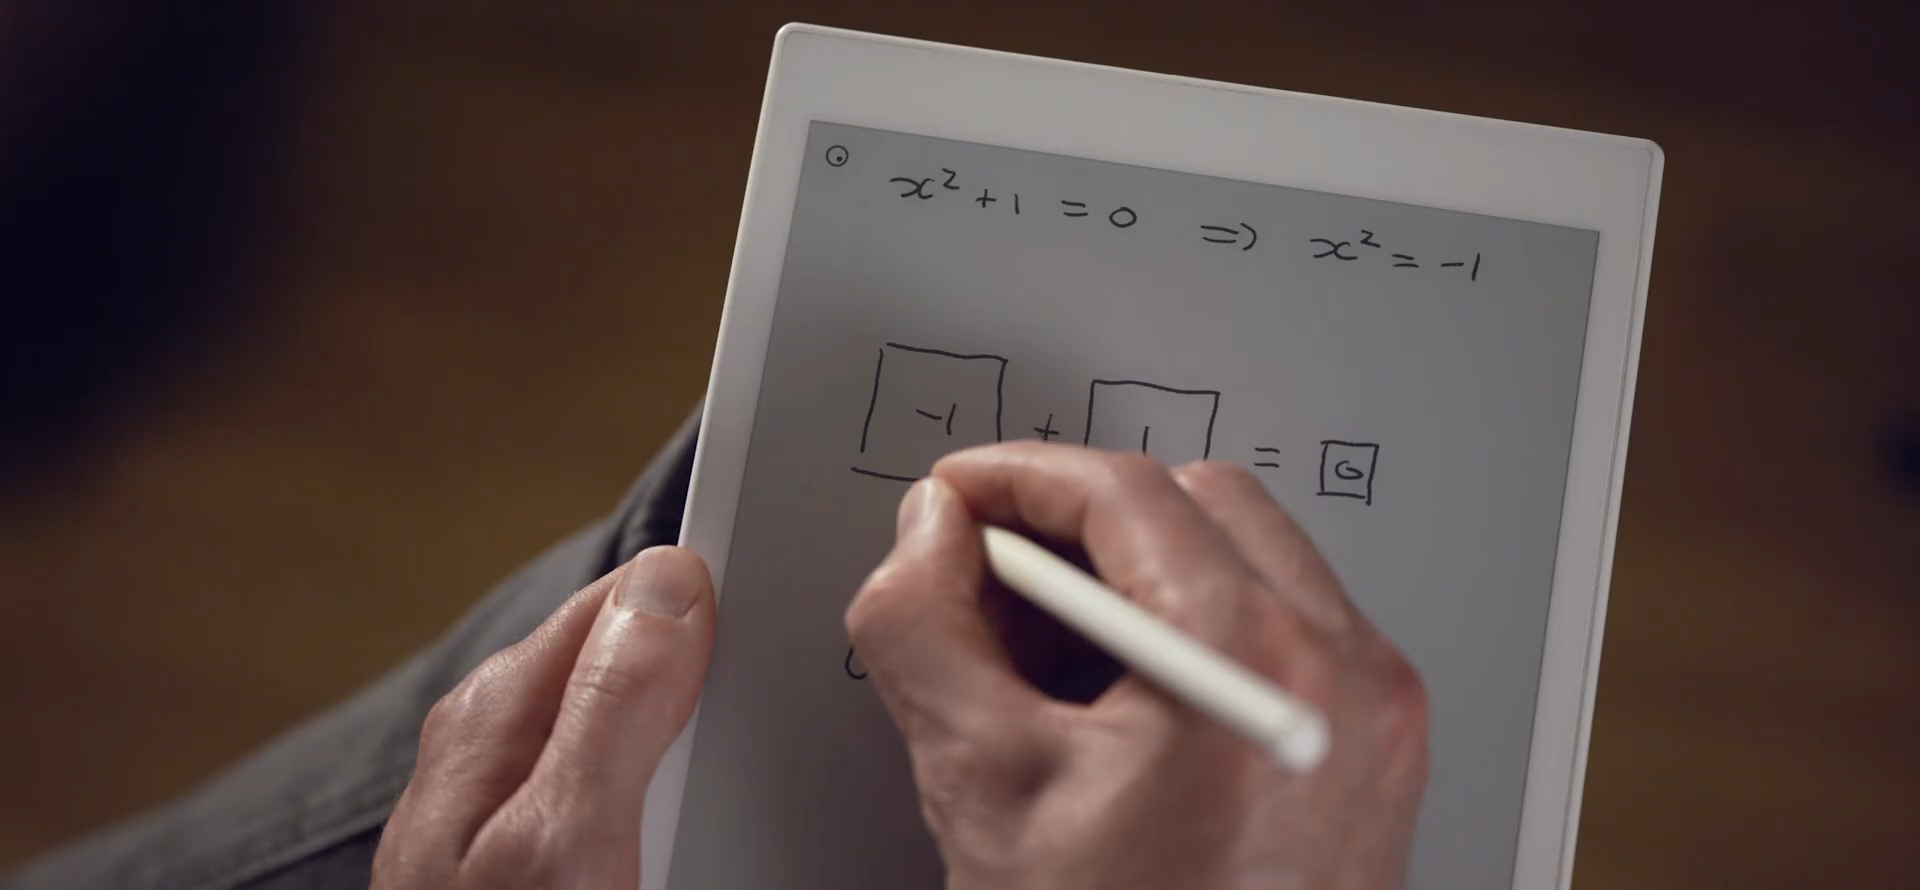 x² + 1 = 0 ⇒ x² = -1
-1 + 1 = 0